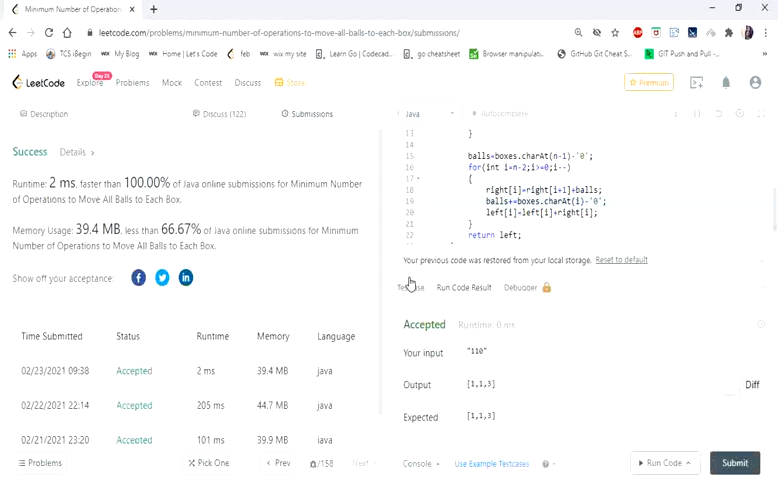 Minimum Number of Operation
leetcode.com/problems/minimum-number-of-operations-to-move-all-balls-to-each-box/submissions/
Apps TCS iBegin My Blog Home | Let's Code feb wix my site Learn Go | Codecad... go cheatsheet Browser manipulati... GitHub Git Cheat S... GIT Push and Pull -...
LeetCode Explore Day 23 Problems Mock Contest Discuss Store Premium
Description Discuss (122) Submissions Java Autocomplete
13 }
14
Success Details >
15 balls=boxes.charAt(n-1)-'0';
16 for(int i=n-2;i>=0;i--)
17 {
18 right[i]=right[i+1]+balls;
19 balls+=boxes.charAt(i)-'0';
20 left[i]=left[i]+right[i];
21 }
22 return left;
Runtime: 2 ms, faster than 100.00% of Java online submissions for Minimum Number
of Operations to Move All Balls to Each Box.
Memory Usage: 39.4 MB, less than 66.67% of Java online submissions for Minimum
Number of Operations to Move All Balls to Each Box.
Your previous code was restored from your local storage. Reset to default
Show off your acceptance:
Testcase Run Code Result Debugger
Accepted Runtime: 0 ms
Your input "110"
Output [1,1,3]
Diff
Expected [1,1,3]
Time Submitted Status Runtime Memory Language
02/23/2021 09:38 Accepted 2 ms 39.4 MB java
02/22/2021 22:14 Accepted 205 ms 44.7 MB java
02/21/2021 23:20 Accepted 101 ms 39.9 MB java
Problems Pick One < Prev /158 Next Console Use Example Testcases Run Code Submit